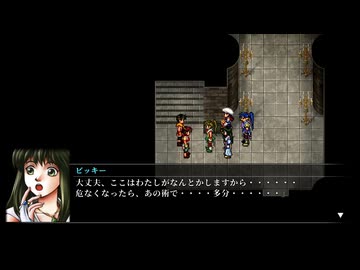 ビッキー
大丈夫、ここはわたしがなんとかしますから・・・・・・
危なくなったら、あの術で・・・・多分・・・・・・